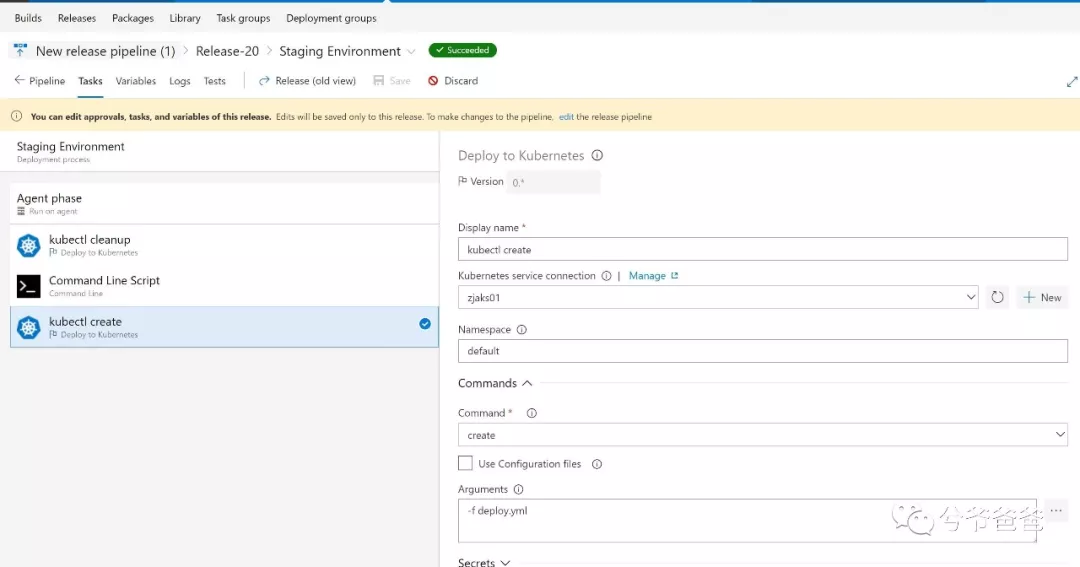 Builds Releases Packages Library Task groups Deployment groups
New release pipeline (1) > Release-20 > Staging Environment Succeeded
Pipeline Tasks Variables Logs Tests Release (old view) Save Discard
You can edit approvals, tasks, and variables of this release. Edits will be saved only to this release. To make changes to the pipeline, edit the release pipeline
Staging Environment
Deployment process
Agent phase
Run on agent
kubectl cleanup
Deploy to Kubernetes
Command Line Script
Command Line
kubectl create
Deploy to Kubernetes
Deploy to Kubernetes
Version 0.*
Display name *
kubectl create
Kubernetes service connection | Manage
zjaks01
New
Namespace
default
Commands
Command *
create
Use Configuration files
Arguments
-f deploy.yml
...
兮爷爸爸
Secrets